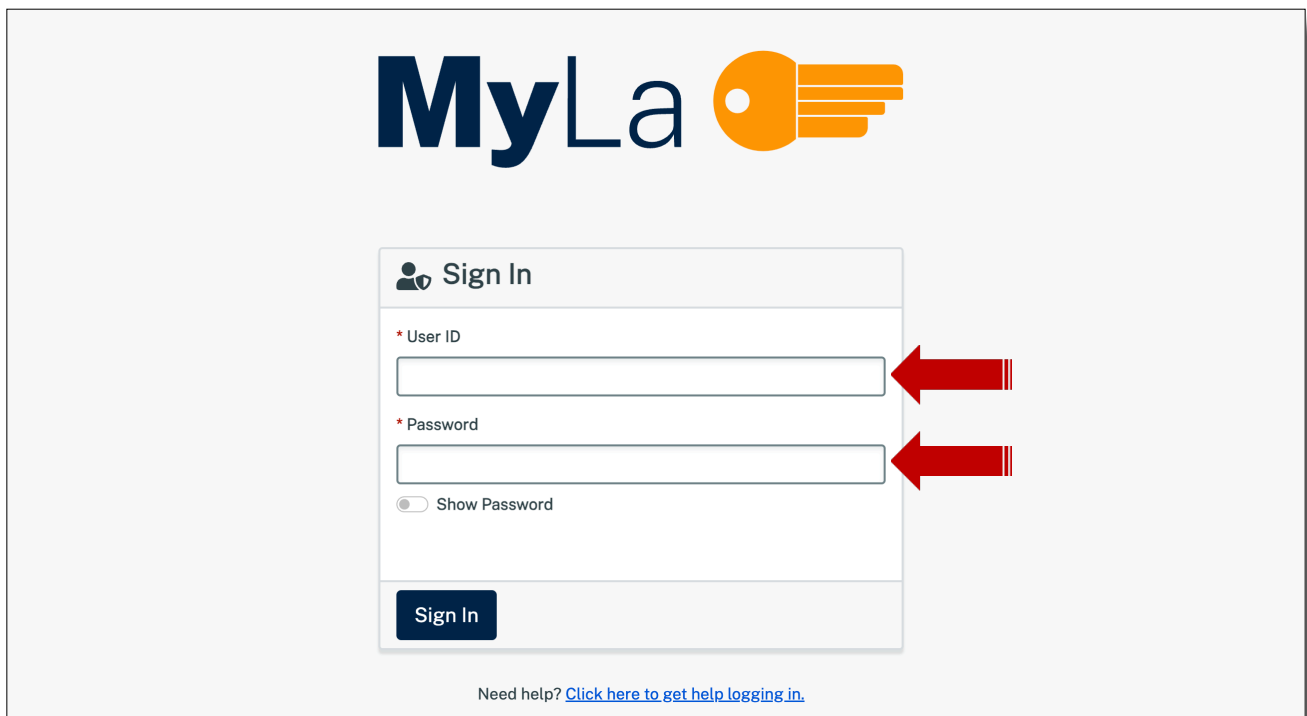 MyLa
Sign In
* User ID
* Password
Show Password
Sign In
Need help? Click here to get help logging in.